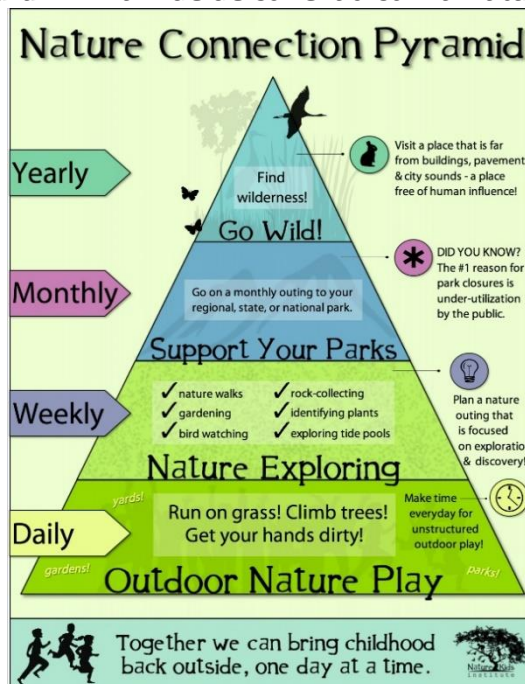 Nature Connection Pyramid
Yearly
Find
wilderness!
Go Wild!
Visit a place that is far
from buildings, pavement
& city sounds - a place
free of human influence!
Monthly
Go on a monthly outing to your
regional, state, or national park.
Support Your Parks
DID YOU KNOW?
The #1 reason for
park closures is
under-utilization
by the public.
Weekly
✓ nature walks
✓ gardening
✓ bird watching
✓ rock-collecting
✓ identifying plants
✓ exploring tide pools
Nature Exploring
Plan a nature
outing that
is focused
on exploration
& discovery!
Daily
yards!
Run on grass! Climb trees!
Get your hands dirty!
Make time
everyday for
unstructured
outdoor play!
gardens!
parks!
Outdoor Nature Play
Together we can bring childhood
back outside, one day at a time.
Nature Kids
Institute